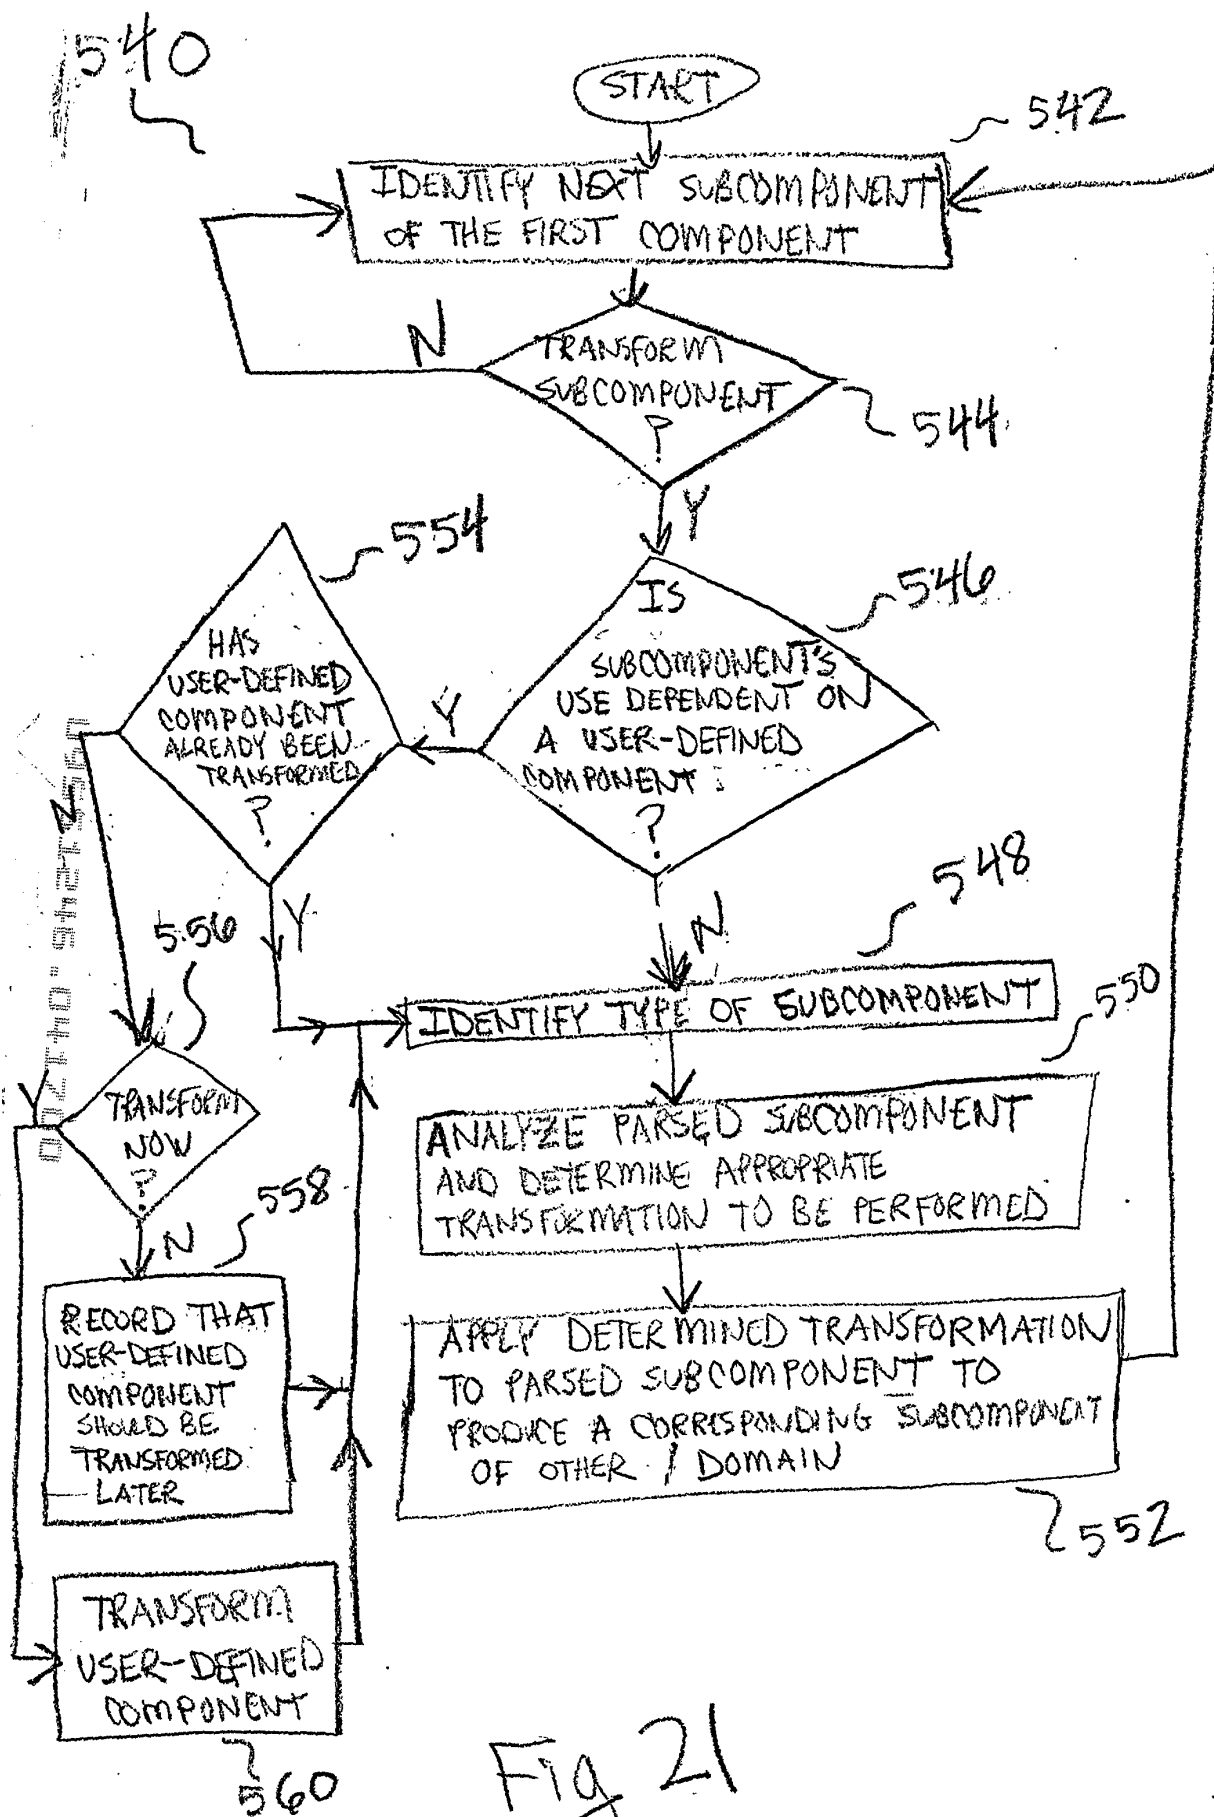 540
START
542
IDENTIFY NEXT SUBCOMPONENT
OF THE FIRST COMPONENT
N
TRANSFORM
SUBCOMPONENT
?
544
Y
554
546
IS
SUBCOMPONENT'S
USE DEPENDENT ON
A USER-DEFINED
COMPONENT
?
Y
HAS
USER-DEFINED
COMPONENT
ALREADY BEEN
TRANSFORMED
?
N
Y
N
548
556
IDENTIFY TYPE OF SUBCOMPONENT
550
Y
TRANSFORM
NOW
?
N
558
ANALYZE PARSED SUBCOMPONENT
AND DETERMINE APPROPRIATE
TRANSFORMATION TO BE PERFORMED
RECORD THAT
USER-DEFINED
COMPONENT
SHOULD BE
TRANSFORMED
LATER
APPLY DETERMINED TRANSFORMATION
TO PARSED SUBCOMPONENT TO
PRODUCE A CORRESPONDING SUBCOMPONENT
OF OTHER DOMAIN
552
TRANSFORM
USER-DEFINED
COMPONENT
560
Fig 21